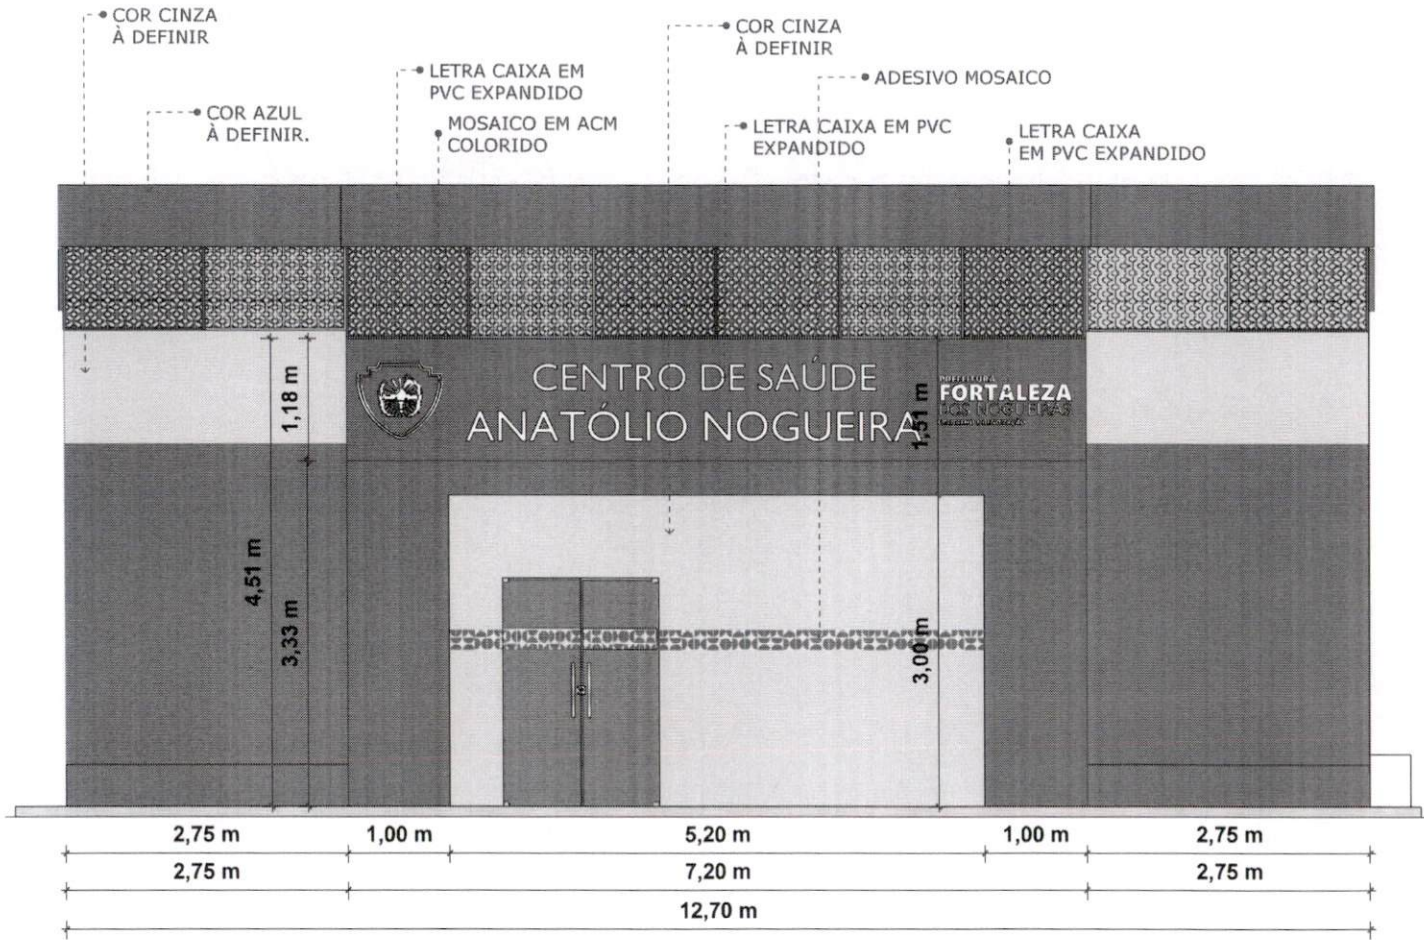 COR CINZA
À DEFINIR
COR CINZA
À DEFINIR
LETRA CAIXA EM
PVC EXPANDIDO
ADESIVO MOSAICO
COR AZUL
À DEFINIR.
MOSAICO EM ACM
COLORIDO
LETRA CAIXA EM PVC
EXPANDIDO
LETRA CAIXA
EM PVC EXPANDIDO
CENTRO DE SAÚDE
ANATÓLIO NOGUEIRA
PREFEITURA
FORTALEZA
DOS NOGUEIRAS
1,18 m
1,51 m
4,51 m
3,33 m
3,00 m
2,75 m 1,00 m 5,20 m 1,00 m 2,75 m
2,75 m 7,20 m 2,75 m
12,70 m